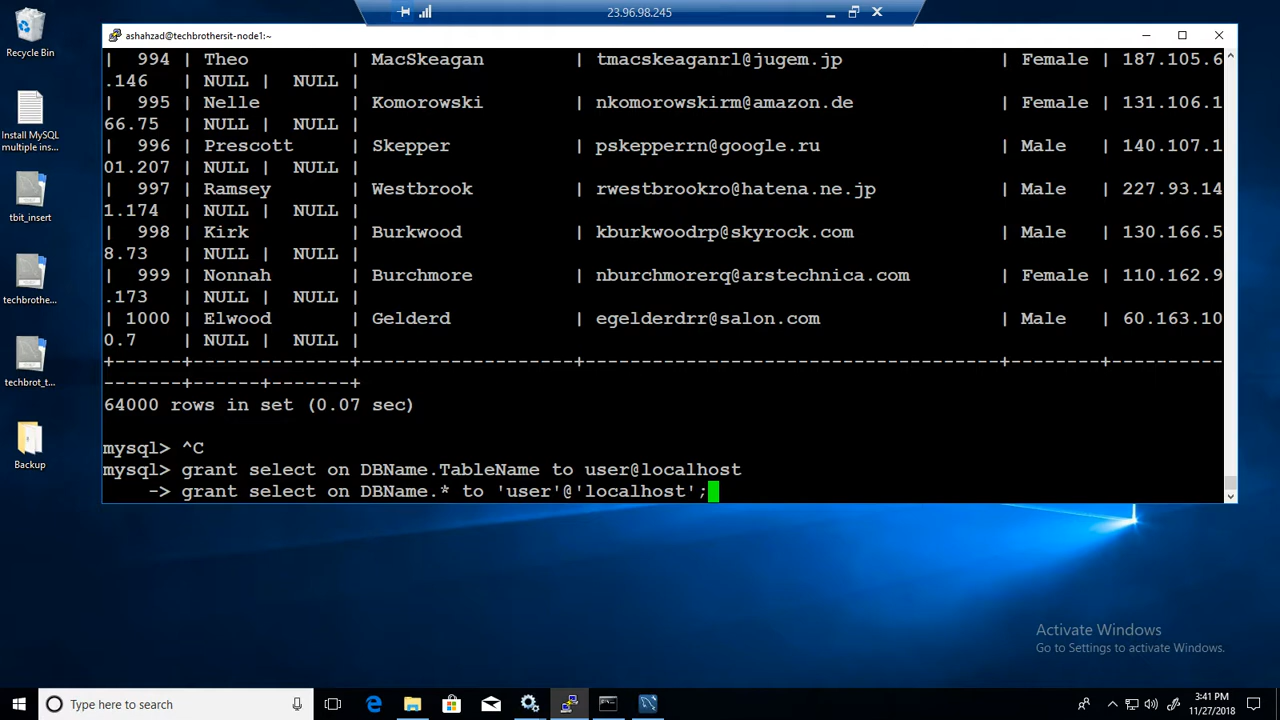 23.96.98.245
ashahzad@techbrothersit-node1:~
Recycle Bin
Install MySQL
multiple ins...
tbit_insert
techbrothe...
techbrot_t...
Backup
| 994 | Theo | MacSkeagan | tmacskeaganrl@jugem.jp | Female | 187.105.6
.146 | NULL | NULL |
| 995 | Nelle | Komorowski | nkomorowskirm@amazon.de | Female | 131.106.1
66.75 | NULL | NULL |
| 996 | Prescott | Skepper | pskepperrn@google.ru | Male | 140.107.1
01.207 | NULL | NULL |
| 997 | Ramsey | Westbrook | rwestbrookro@hatena.ne.jp | Male | 227.93.14
1.174 | NULL | NULL |
| 998 | Kirk | Burkwood | kburkwoodrp@skyrock.com | Male | 130.166.5
8.73 | NULL | NULL |
| 999 | Nonnah | Burchmore | nburchmorerq@arstechnica.com | Female | 110.162.9
.173 | NULL | NULL |
| 1000 | Elwood | Gelderd | egelderdrr@salon.com | Male | 60.163.10
0.7 | NULL | NULL |
+------+--------------+-------------------+-------------------------------------+--------+---------
-------+------+-------+
64000 rows in set (0.07 sec)
mysql> ^C
mysql> grant select on DBName.TableName to user@localhost
-> grant select on DBName.* to 'user'@'localhost';
Activate Windows
Go to Settings to activate Windows.
Type here to search
3:41 PM
11/27/2018